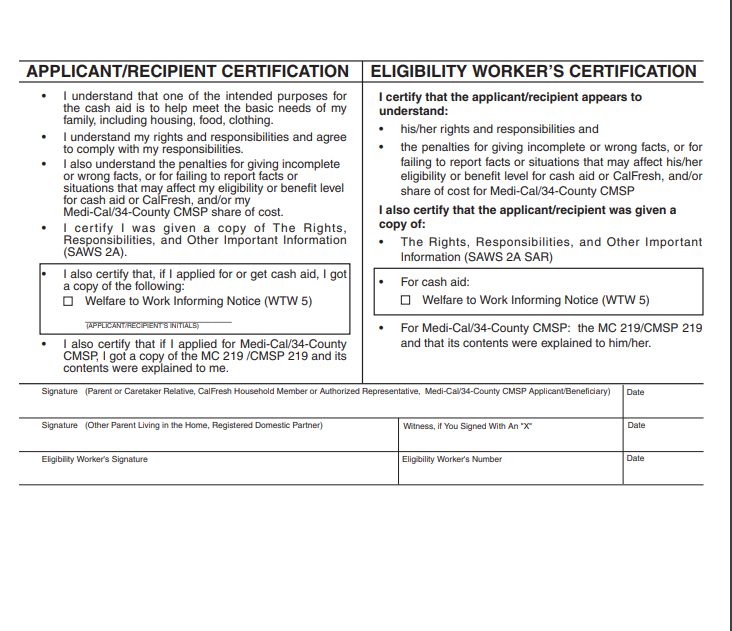 APPLICANT/RECIPIENT CERTIFICATION
• I understand that one of the intended purposes for
the cash aid is to help meet the basic needs of my
family, including housing, food, clothing.
• I understand my rights and responsibilities and agree
to comply with my responsibilities.
• I also understand the penalties for giving incomplete
or wrong facts, or for failing to report facts or
situations that may affect my eligibility or benefit level
for cash aid or CalFresh, and/or my
Medi-Cal/34-County CMSP share of cost.
• I certify I was given a copy of The Rights,
Responsibilities, and Other Important Information
(SAWS 2A).
• I also certify that, if I applied for or get cash aid, I got
a copy of the following:
☐ Welfare to Work Informing Notice (WTW 5)
(APPLICANT/RECIPIENT'S INITIALS)
• I also certify that if I applied for Medi-Cal/34-County
CMSP, I got a copy of the MC 219 /CMSP 219 and its
contents were explained to me.
ELIGIBILITY WORKER'S CERTIFICATION
I certify that the applicant/recipient appears to
understand:
• his/her rights and responsibilities and
• the penalties for giving incomplete or wrong facts, or for
failing to report facts or situations that may affect his/her
eligibility or benefit level for cash aid or CalFresh, and/or
share of cost for Medi-Cal/34-County CMSP
I also certify that the applicant/recipient was given a
copy of:
• The Rights, Responsibilities, and Other Important
Information (SAWS 2A SAR)
• For cash aid:
☐ Welfare to Work Informing Notice (WTW 5)
• For Medi-Cal/34-County CMSP: the MC 219/CMSP 219
and that its contents were explained to him/her.
Signature (Parent or Caretaker Relative, CalFresh Household Member or Authorized Representative, Medi-Cal/34-County CMSP Applicant/Beneficiary) Date
Signature (Other Parent Living in the Home, Registered Domestic Partner) Witness, if You Signed With An "X" Date
Eligibility Worker's Signature Eligibility Worker's Number Date